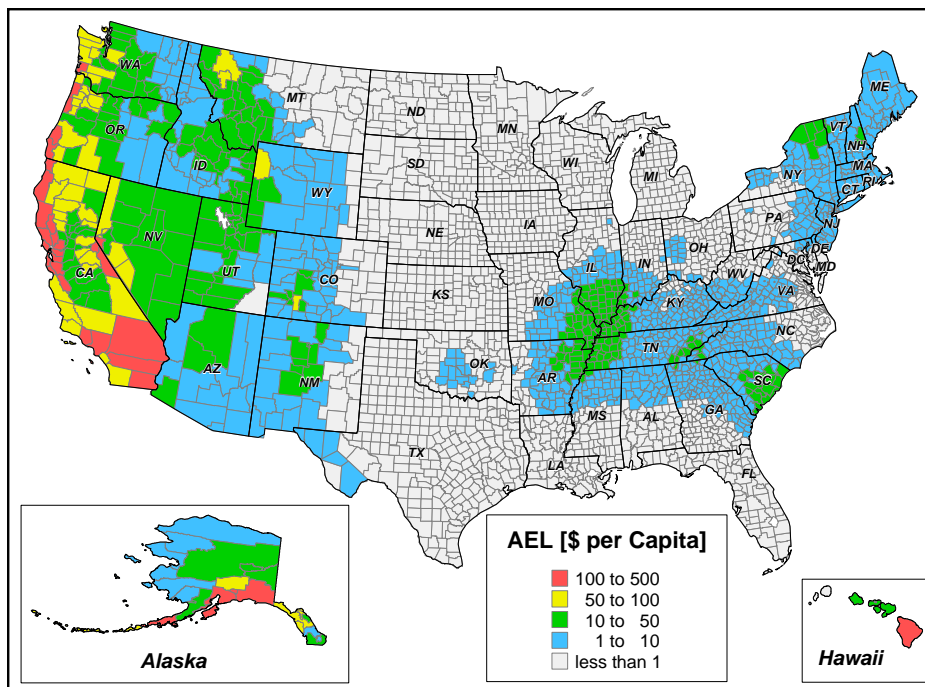 WA
MT
ND
MN
ME
VT
NH
OR
ID
SD
WI
MI
NY
MA
RI
CT
WY
IA
PA
NJ
NE
NV
UT
CO
IL
IN
OH
DE
DC
MD
CA
KS
MO
KY
WV
VA
NC
AZ
NM
OK
AR
TN
SC
MS
AL
GA
TX
LA
FL
AEL [$ per Capita]
100 to 500
50 to 100
10 to 50
1 to 10
less than 1
Alaska
Hawaii